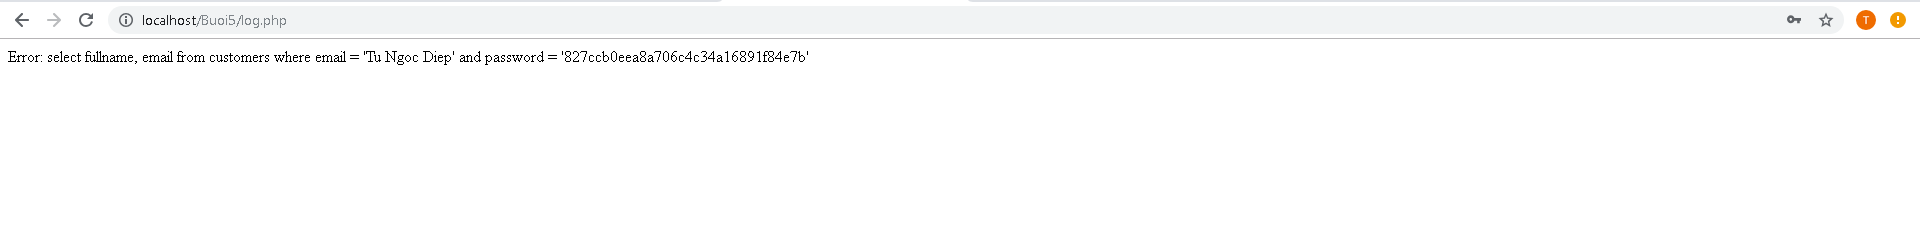 localhost/Buoi5/log.php
T
Error: select fullname, email from customers where email = 'Tu Ngoc Diep' and password = '827ccb0eea8a706c4c34a16891f84e7b'